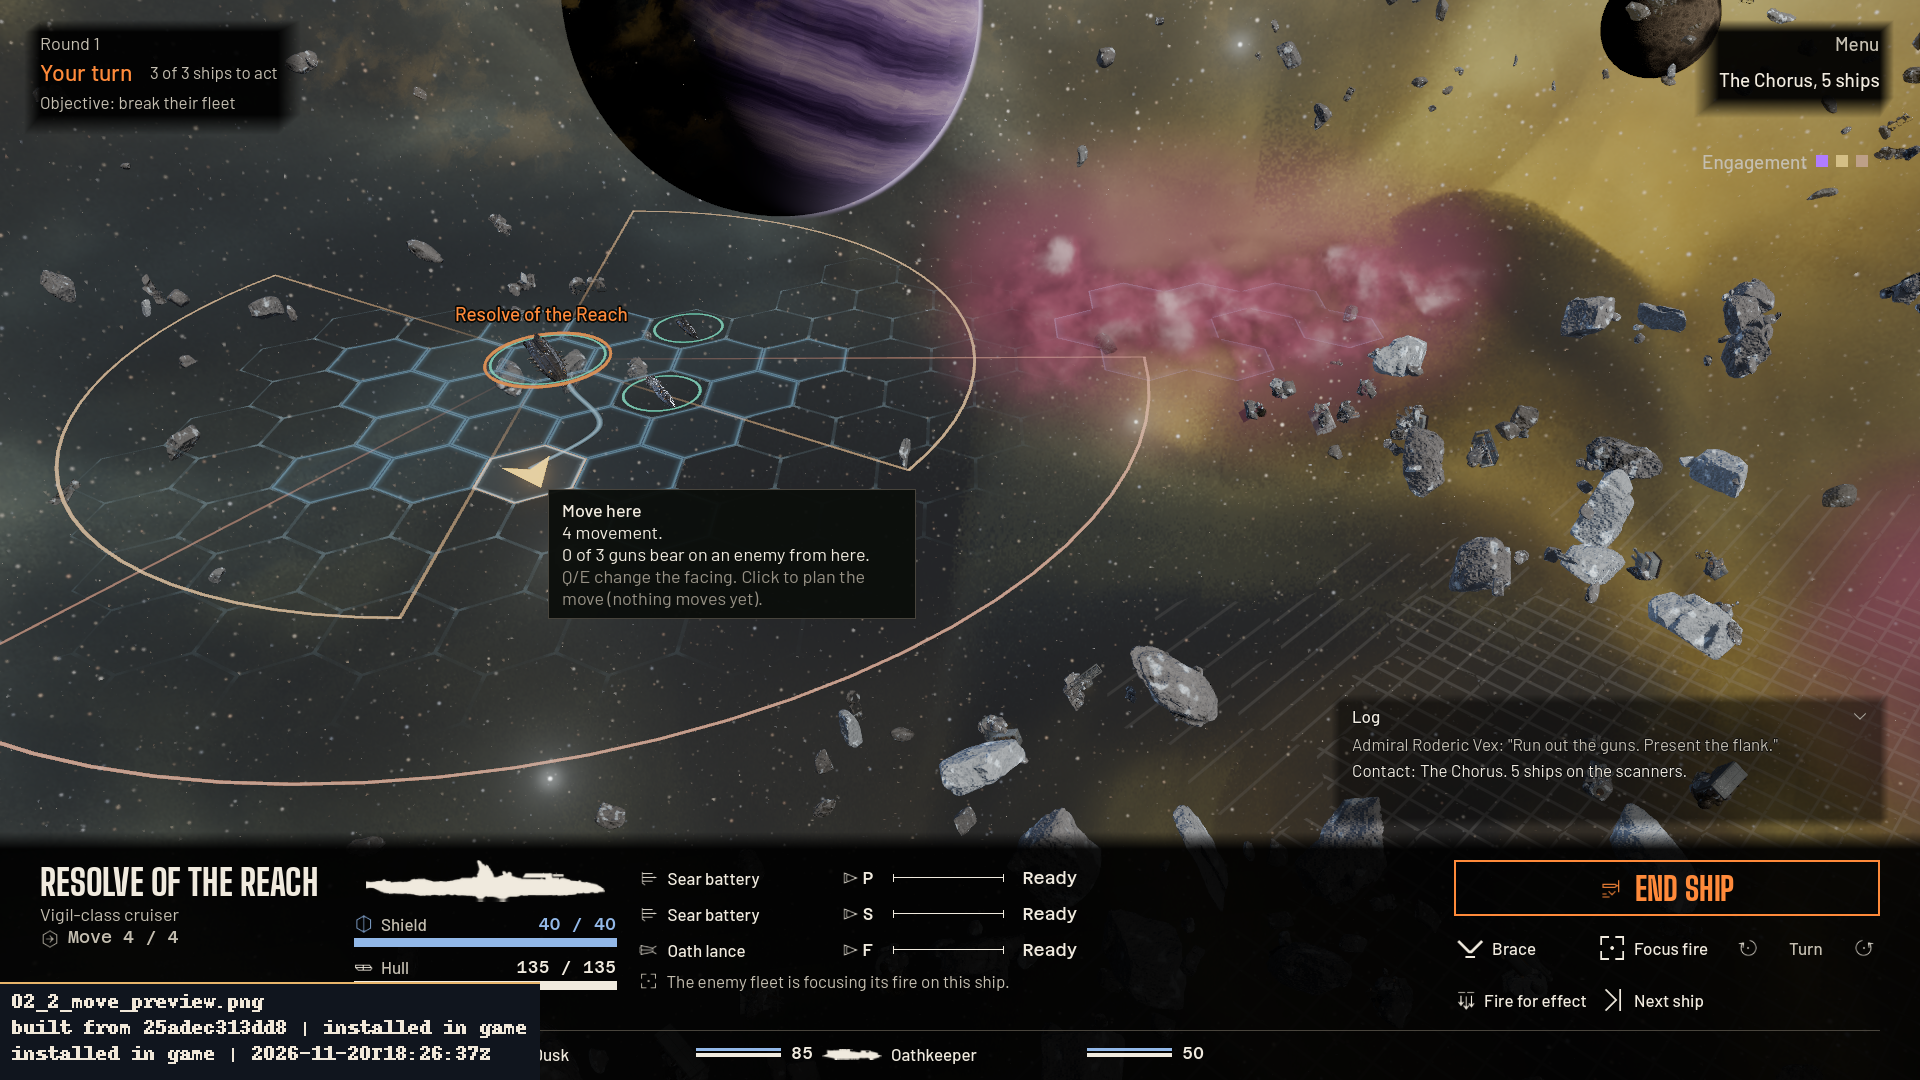 Round 1
Your turn 3 of 3 ships to act
Objective: break their fleet
Menu
The Chorus, 5 ships
Engagement
Resolve of the Reach
Move here
4 movement.
0 of 3 guns bear on an enemy from here.
Q/E change the facing. Click to plan the
move (nothing moves yet).
Log
Admiral Roderic Vex: "Run out the guns. Present the flank."
Contact: The Chorus. 5 ships on the scanners.
RESOLVE OF THE REACH
Vigil-class cruiser
Move 4 / 4
Shield 40 / 40
Hull 135 / 135
Sear battery P Ready
Sear battery S Ready
Oath lance F Ready
The enemy fleet is focusing its fire on this ship.
END SHIP
Brace Focus fire Turn
Fire for effect Next ship
02_2_move_preview.png
built from 25adec313dd8 | installed in game
installed in game | 2026-11-20T18:26:37Z
Dusk 85 Oathkeeper 50